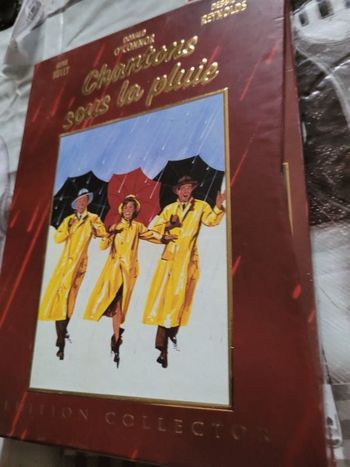 GENE
KELLY
DONALD
O'CONNOR
DEBBIE
REYNOLDS
Chantons
sous la pluie
EDITION COLLECTOR